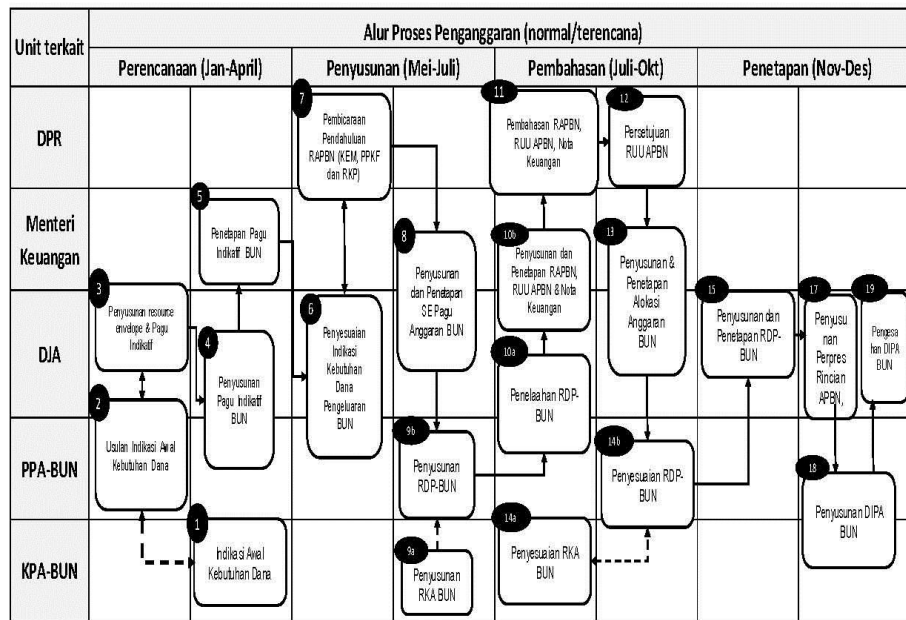 Unit terkait
Alur Proses Penganggaran (normal/terencana)
Perencanaan (Jan-April)
Penyusunan (Mei-Juli)
Pembahasan (Juli-Okt)
Penetapan (Nov-Des)
DPR
7
Pembicaraan
Pendahuluan
RAPBN (KEM, PPKF
dan RKP)
11
Pembahasan RAPBN,
RUU APBN, Nota
Keuangan
12
Persetujuan
RUU APBN
Menteri
Keuangan
5
Penetapan Pagu
Indikatif BUN
8
Penyusunan
dan Penetapan
SE Pagu
Anggaran BUN
10b
Penyusunan dan
Penetapan RAPBN,
RUU APBN & Nota
Keuangan
13
Penyusunan &
Penetapan
Alokasi
Anggaran
BUN
DJA
3
Penyusunan resource
envelope & Pagu
Indikatif
4
Penyusunan
Pagu Indikatif
BUN
6
Penyesuaian
Indikasi
Kebutuhan
Dana
Pengeluaran
BUN
10a
Penelaahan RDP-
BUN
15
Penyusunan dan
Penetapan RDP-
BUN
17
Penyusu
nan
Perpres
Rincian
APBN,
19
Pengesa
han DIPA
BUN
PPA-BUN
2
Usulan Indikasi Awal
Kebutuhan Dana
9b
Penyusunan
RDP-BUN
14b
Penyesuaian RDP-
BUN
18
Penyusunan DIPA
BUN
KPA-BUN
1
Indikasi Awal
Kebutuhan Dana
9a
Penyusunan
RKA BUN
14a
Penyesuaian RKA
BUN